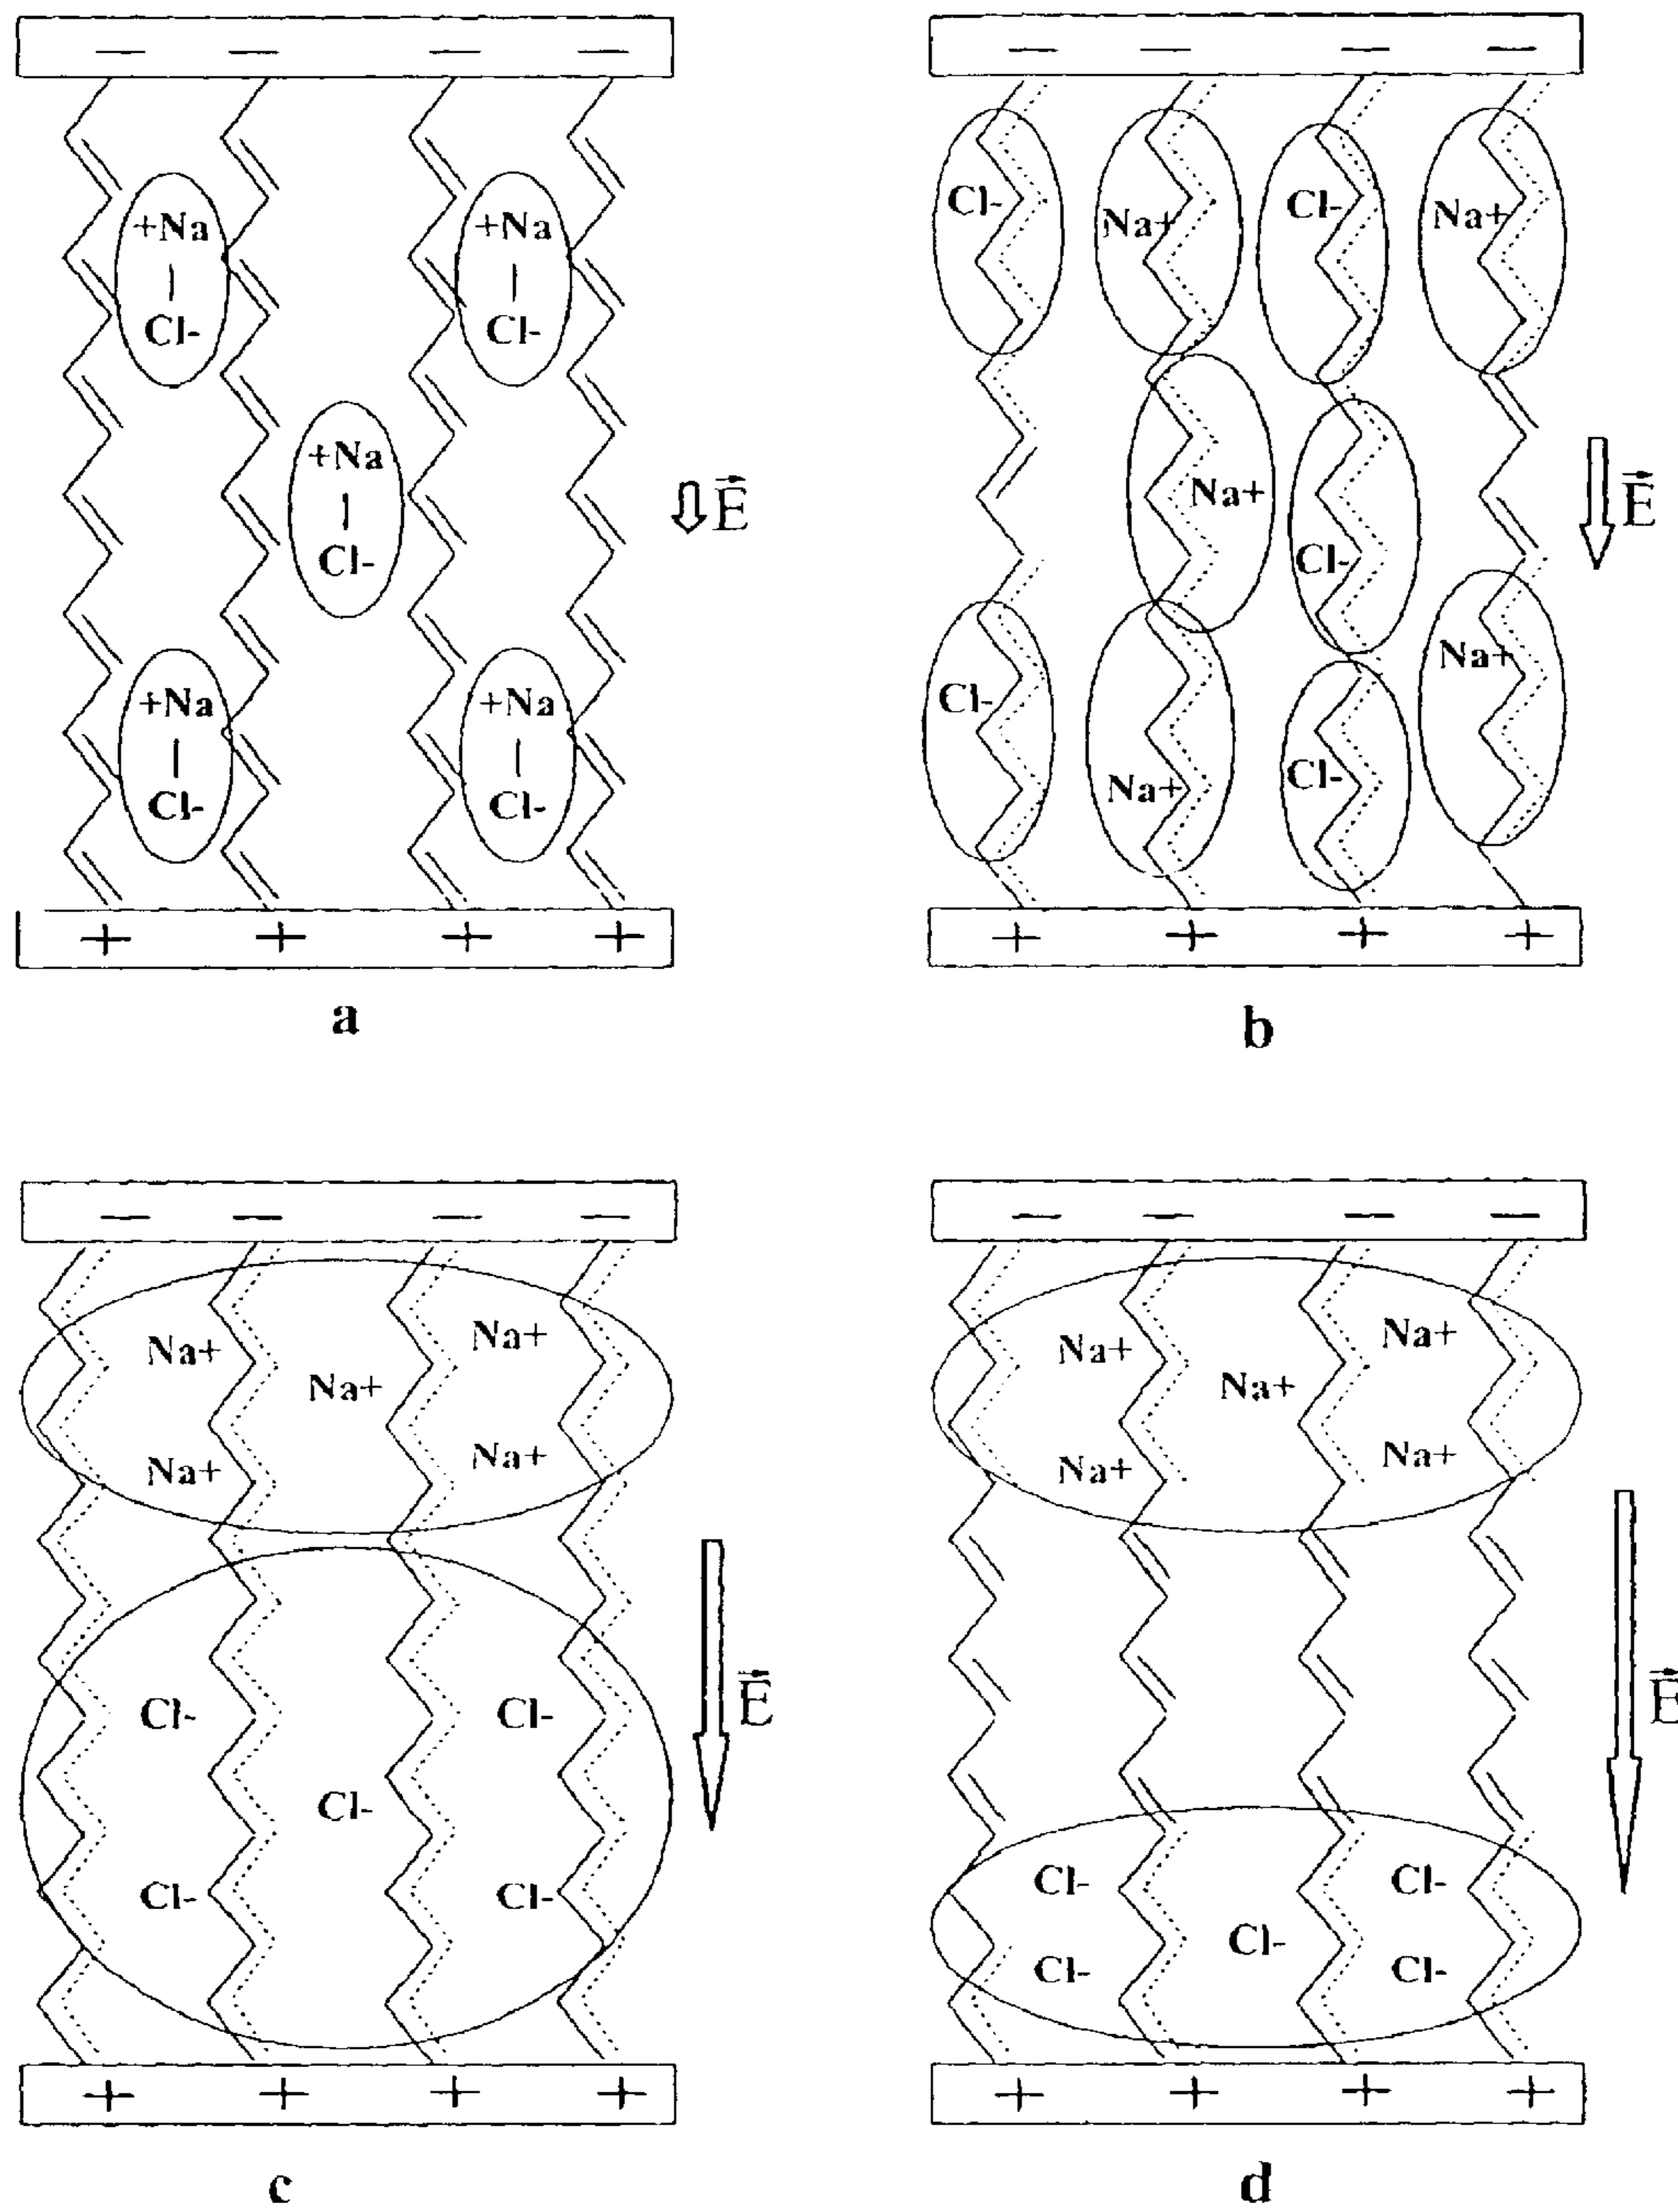 — — — —
+Na +Na
Cl- Cl-
+Na
Cl-
E
+Na +Na
Cl- Cl-
+ + + +
a
— — — —
Cl- Na+ Cl- Na+
Na+
E
Cl-
Na+
Cl-
Cl-
Na+
+ + + +
b
— — — —
Na+ Na+
Na+
Na+ Na+
E
Cl- Cl-
Cl-
Cl- Cl-
+ + + +
c
— — — —
Na+ Na+
Na+
Na+ Na+
E
Cl- Cl-
Cl-
Cl- Cl-
+ + + +
d